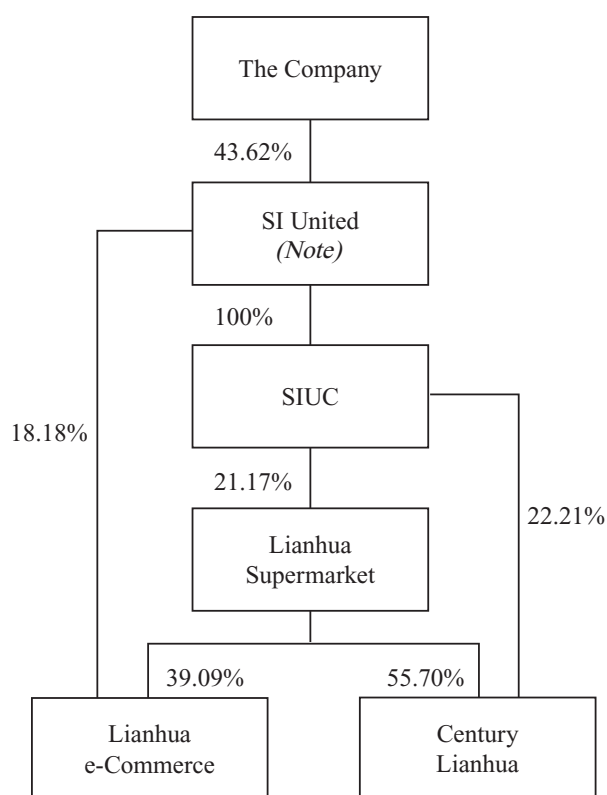 The Company
43.62%
SI United
(Note)
100%
SIUC
18.18%
21.17%
22.21%
Lianhua
Supermarket
39.09%
55.70%
Lianhua
e-Commerce
Century
Lianhua